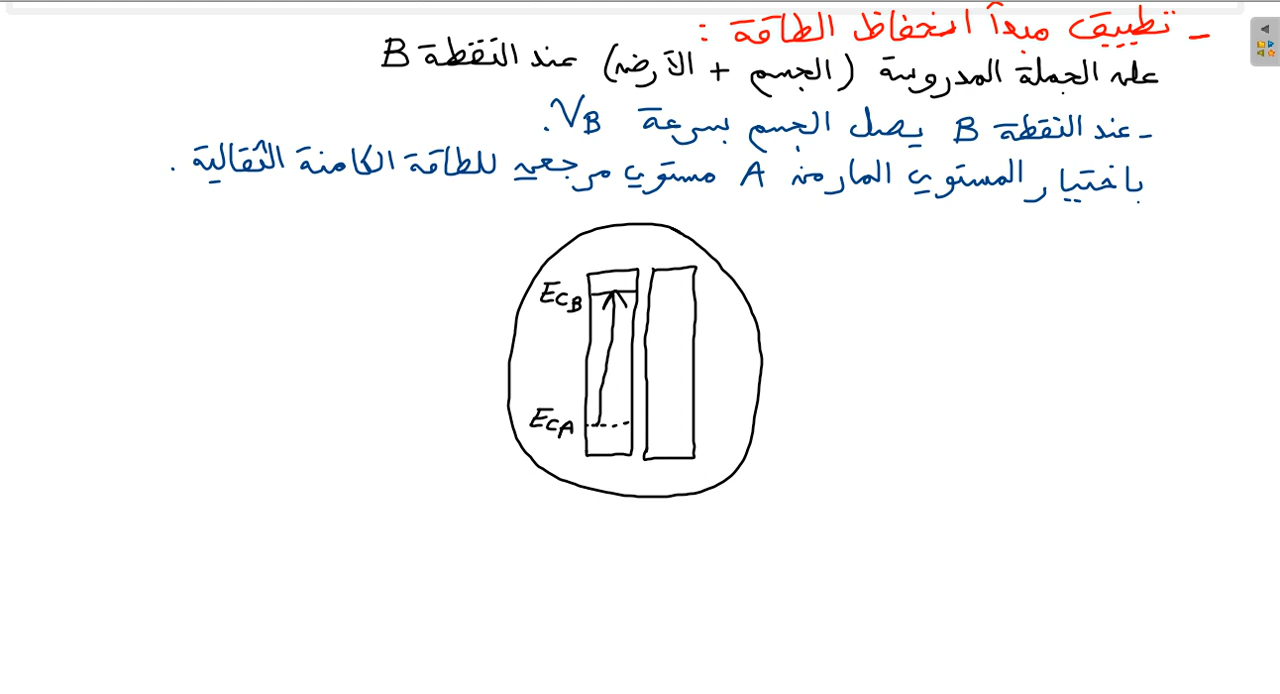 - تطبيق مبدأ انحفاظ الطاقة :
على الجملة المدروسة (الجسم + الأرض) عند النقطة B
- عند النقطة B يصل الجسم بسرعة VB.
باختيار المستوي المار من A مستوي مرجعي للطاقة الكامنة الثقالية .
ECB
ECA